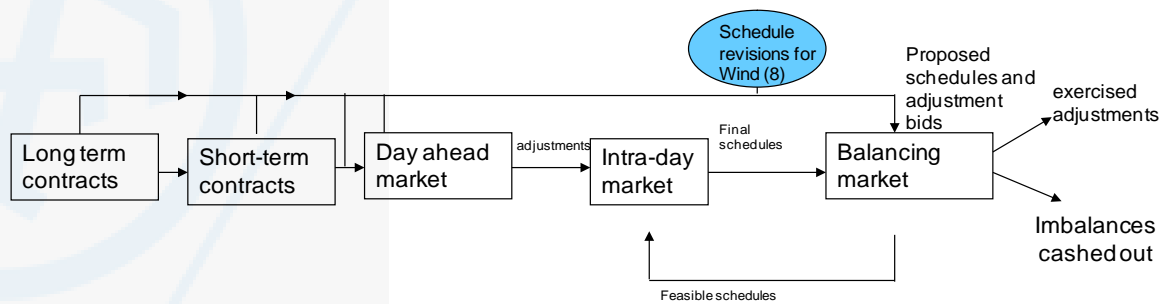 Schedule
revisions for
Wind (8)
Proposed
schedules and
adjustment
bids
exercised
adjustments
Long term
contracts
Short-term
contracts
Day ahead
market
adjustments
Intra-day
market
Final
schedules
Balancing
market
Imbalances
cashed out
Feasible schedules